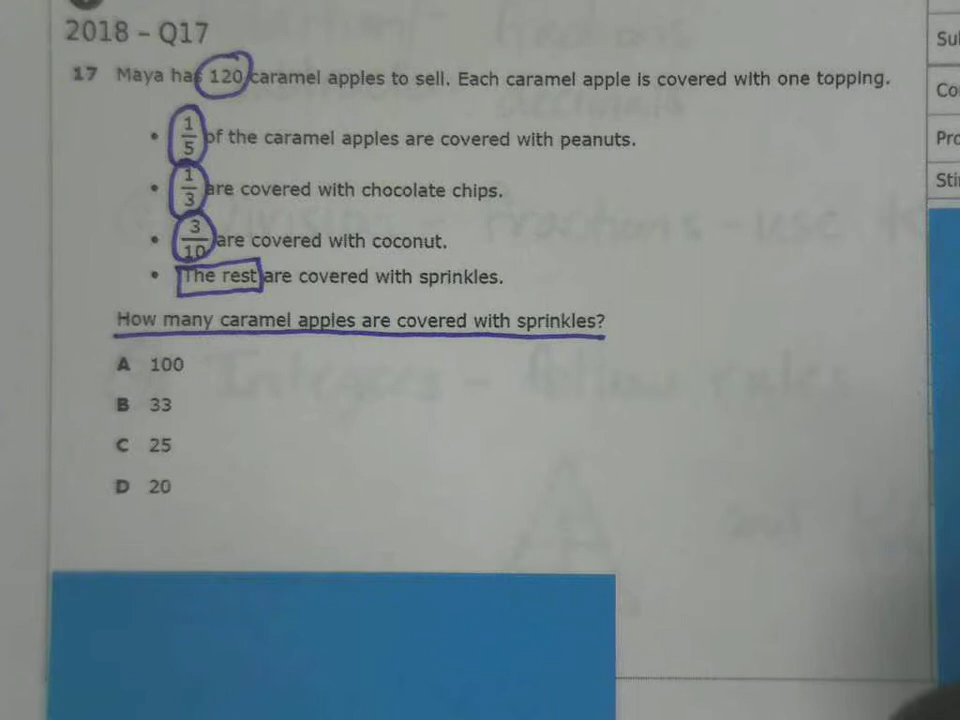 2018 – Q17
17 Maya has 120 caramel apples to sell. Each caramel apple is covered with one topping.
• 1/5 of the caramel apples are covered with peanuts.
• 1/3 are covered with chocolate chips.
• 3/10 are covered with coconut.
• The rest are covered with sprinkles.
How many caramel apples are covered with sprinkles?
A 100
B 33
C 25
D 20